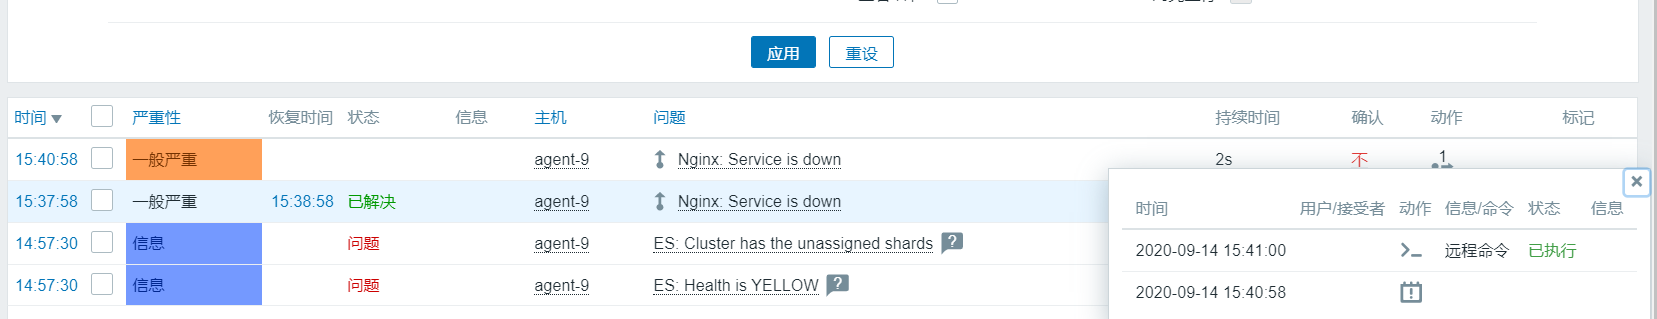 应用 重设
时间 严重性 恢复时间 状态 信息 主机 问题 持续时间 确认 动作 标记
15:40:58 一般严重 agent-9 Nginx: Service is down 2s 不 1
15:37:58 一般严重 15:38:58 已解决 agent-9 Nginx: Service is down
14:57:30 信息 问题 agent-9 ES: Cluster has the unassigned shards
14:57:30 信息 问题 agent-9 ES: Health is YELLOW
时间 用户/接受者 动作 信息/命令 状态 信息
2020-09-14 15:41:00 远程命令 已执行
2020-09-14 15:40:58